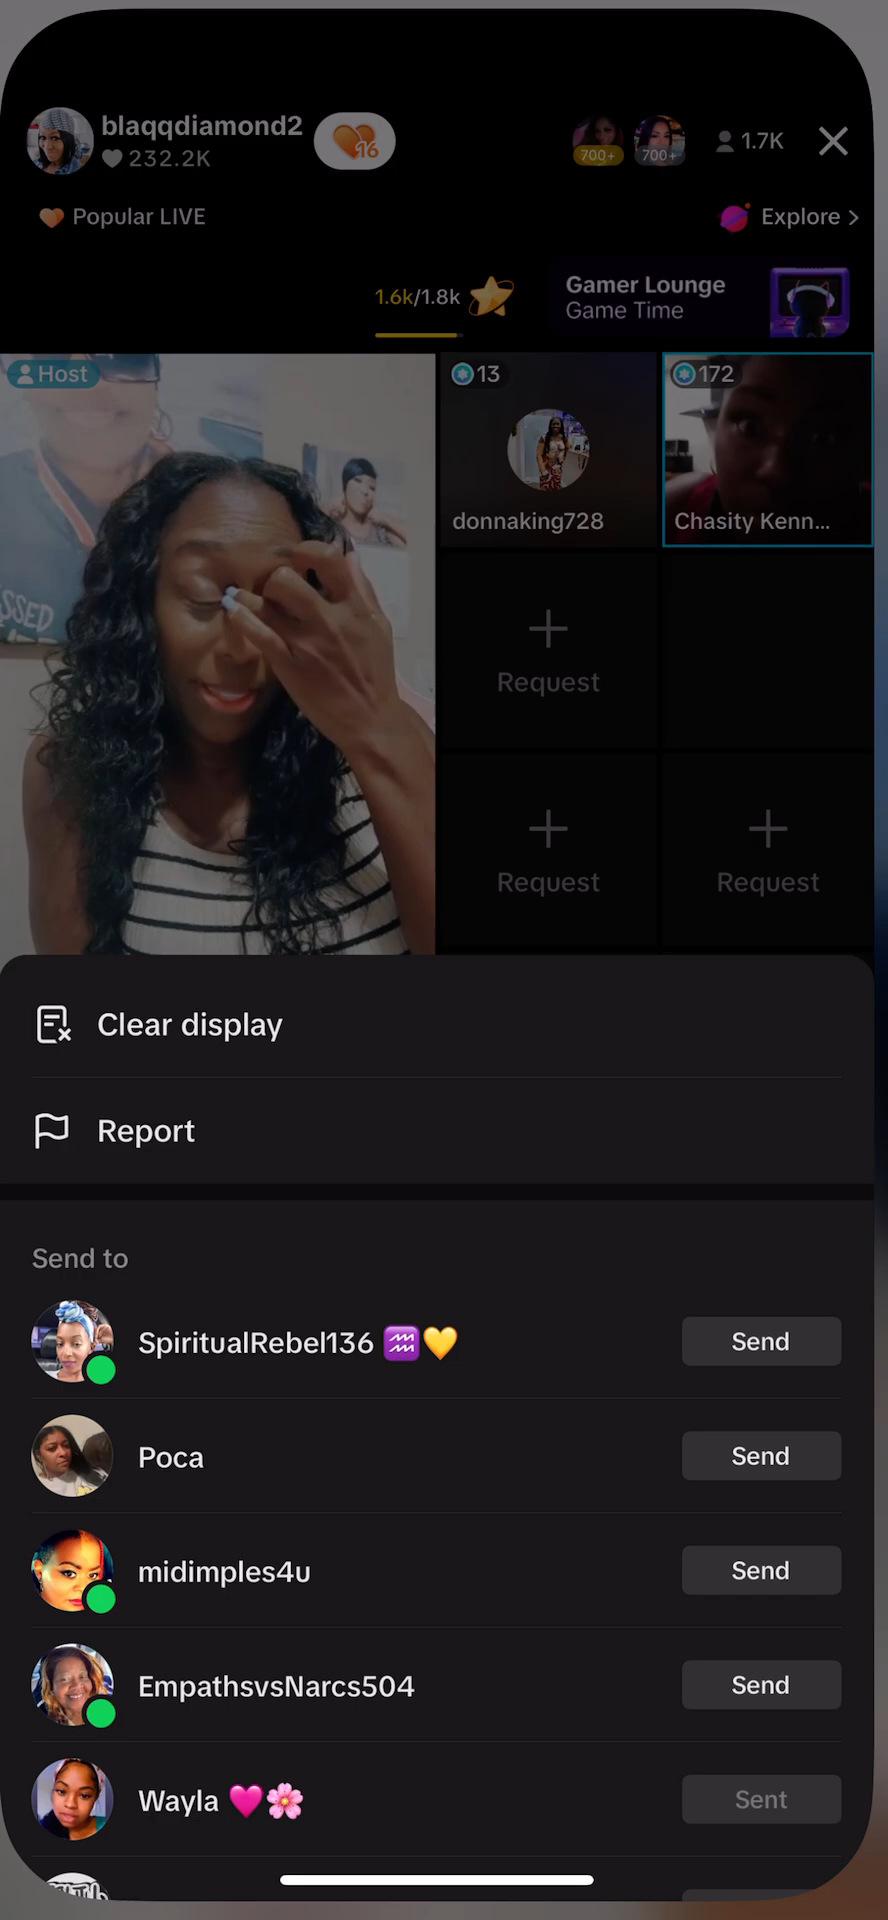 blaqqdiamond2
232.2K
16
700+
700+
1.7K
Popular LIVE
Explore >
1.6k/1.8k
Gamer Lounge
Game Time
Host
13
172
SSED
donnaking728
Chasity Kenn...
Request
Request
Request
Clear display
Report
Send to
SpiritualRebel136 ♒💛
Send
Poca
Send
midimples4u
Send
EmpathsvsNarcs504
Send
Wayla 💗🌸
Sent